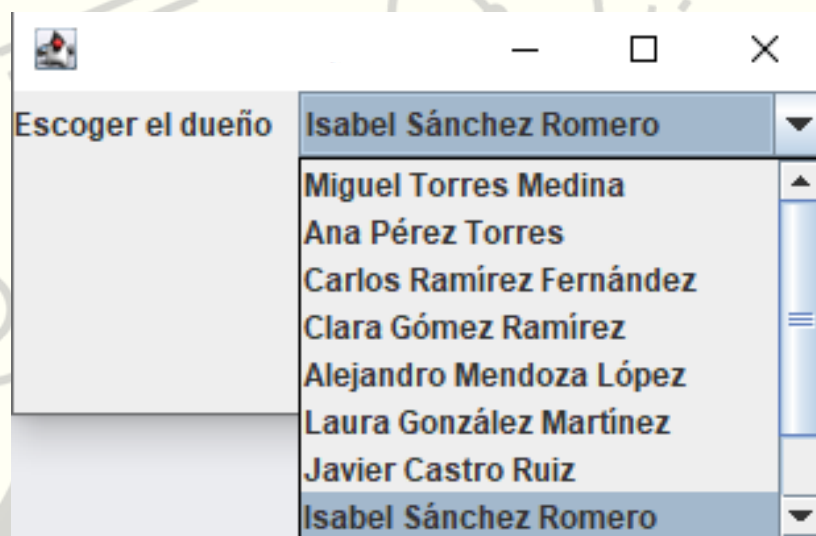 Escoger el dueño Isabel Sánchez Romero
Miguel Torres Medina
Ana Pérez Torres
Carlos Ramírez Fernández
Clara Gómez Ramírez
Alejandro Mendoza López
Laura González Martínez
Javier Castro Ruiz
Isabel Sánchez Romero